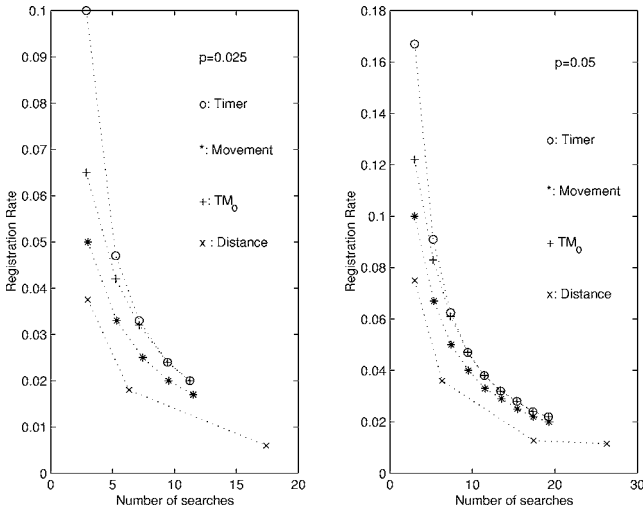 0.1
0.09
0.08
0.07
0.06
0.05
0.04
0.03
0.02
0.01
0
0 5 10 15 20
Registration Rate
Number of searches
p=0.025
o: Timer
*: Movement
+: TM0
×: Distance
0.18
0.16
0.14
0.12
0.1
0.08
0.06
0.04
0.02
0
0 10 20 30
Registration Rate
Number of searches
p=0.05
o: Timer
*: Movement
+: TM0
×: Distance